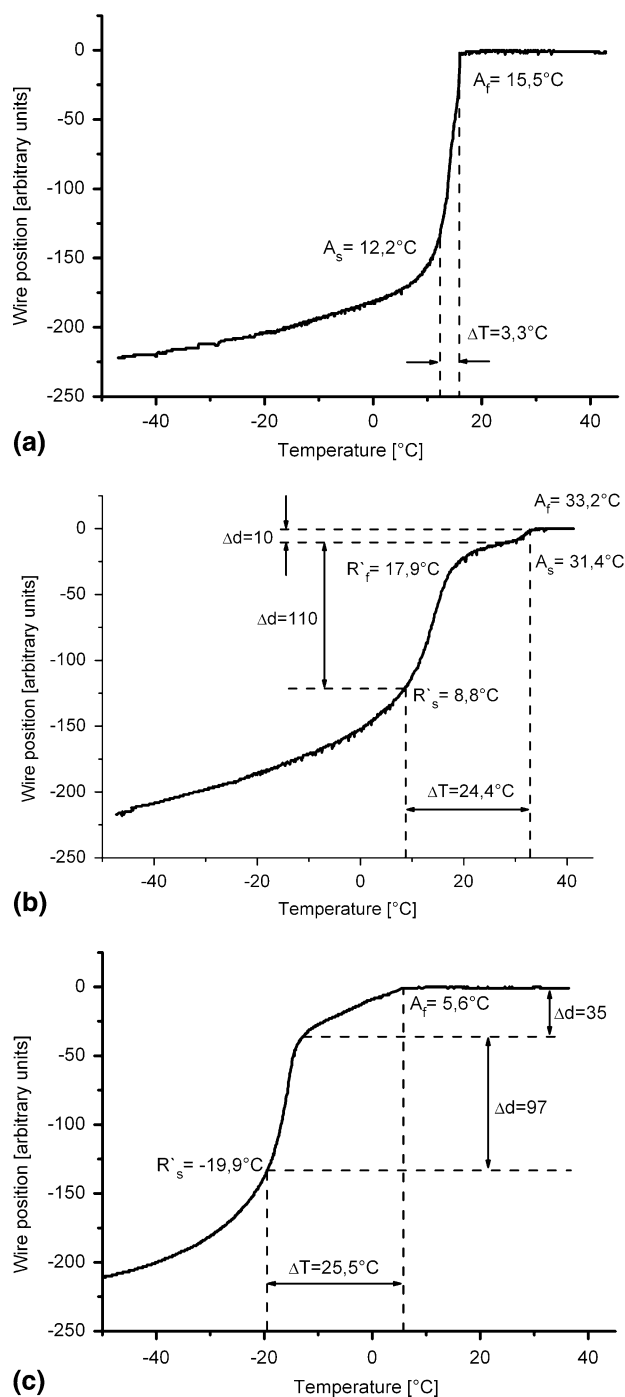 0
-50
-100
-150
-200
-250
Wire position [arbitrary units]
A_f = 15,5°C
A_s = 12,2°C
ΔT=3,3°C
-40 -20 0 20 40
Temperature [°C]
(a)
0
-50
-100
-150
-200
-250
Wire position [arbitrary units]
A_f = 33,2°C
Δd=10
R`_f = 17,9°C
A_s = 31,4°C
Δd=110
R`_s = 8,8°C
ΔT=24,4°C
-40 -20 0 20 40
Temperature [°C]
(b)
0
-50
-100
-150
-200
-250
Wire position [arbitrary units]
A_f = 5,6°C
Δd=35
Δd=97
R`_s = -19,9°C
ΔT=25,5°C
-40 -20 0 20 40
Temperature [°C]
(c)